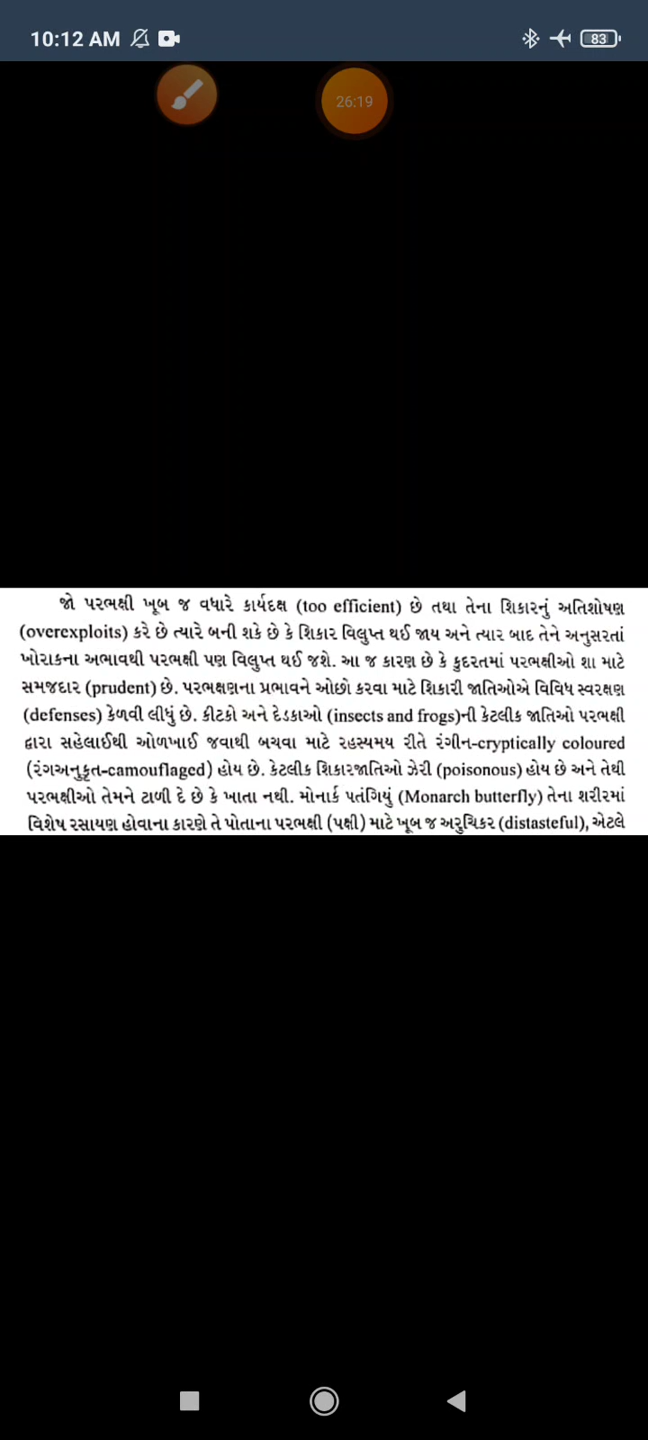 10:12 AM
83
26:19
જો પરભક્ષી ખૂબ જ વધારે કાર્યદક્ષ (too efficient) છે તથા તેના શિકારનું અતિશોષણ
(overexploits) કરે છે ત્યારે બની શકે છે કે શિકાર વિલુપ્ત થઈ જાય અને ત્યાર બાદ તેને અનુસરતાં
ખોરાકના અભાવથી પરભક્ષી પણ વિલુપ્ત થઈ જશે. આ જ કારણ છે કે કુદરતમાં પરભક્ષીઓ શા માટે
સમજદાર (prudent) છે. પરભક્ષણના પ્રભાવને ઓછો કરવા માટે શિકારી જાતિઓએ વિવિધ સ્વરક્ષણ
(defenses) કેળવી લીધું છે. કીટકો અને દેડકાઓ (insects and frogs)ની કેટલીક જાતિઓ પરભક્ષી
દ્વારા સહેલાઈથી ઓળખાઈ જવાથી બચવા માટે રહસ્યમય રીતે રંગીન-cryptically coloured
(રંગઅનુકૃત-camouflaged) હોય છે. કેટલીક શિકારજાતિઓ ઝેરી (poisonous) હોય છે અને તેથી
પરભક્ષીઓ તેમને ટાળી દે છે કે ખાતા નથી. મોનાર્ક પતંગિયું (Monarch butterfly) તેના શરીરમાં
વિશેષ રસાયણ હોવાના કારણે તે પોતાના પરભક્ષી (પક્ષી) માટે ખૂબ જ અરુચિકર (distasteful), એટલે